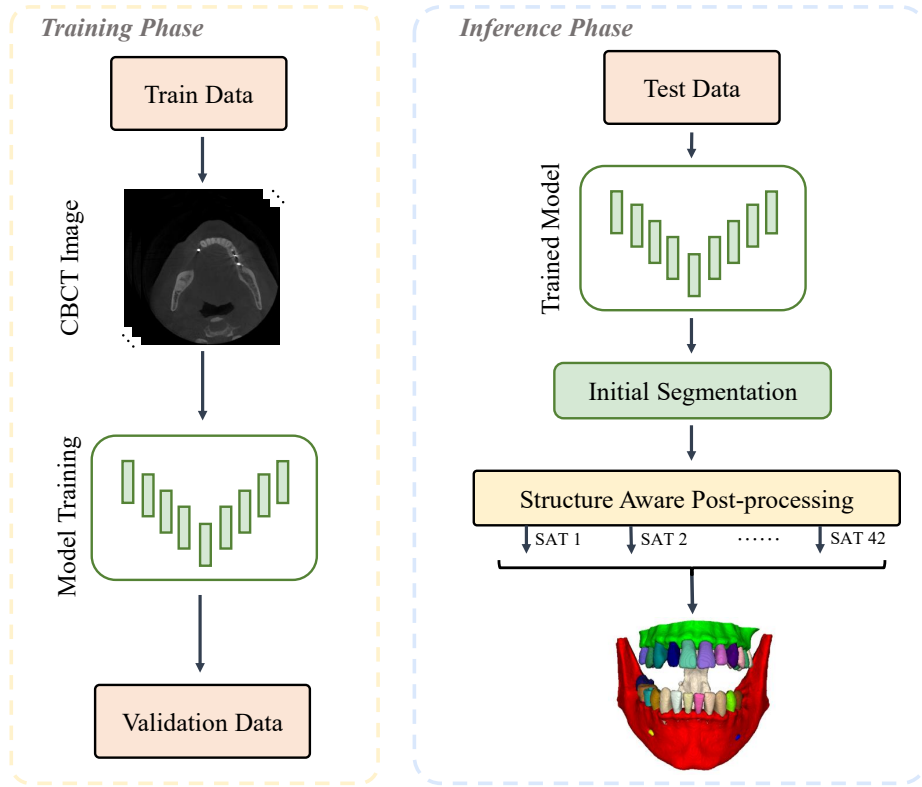 Training Phase
Train Data
CBCT Image
Model Training
Validation Data
Inference Phase
Test Data
Trained Model
Initial Segmentation
Structure Aware Post-processing
SAT 1 SAT 2 ...... SAT 42